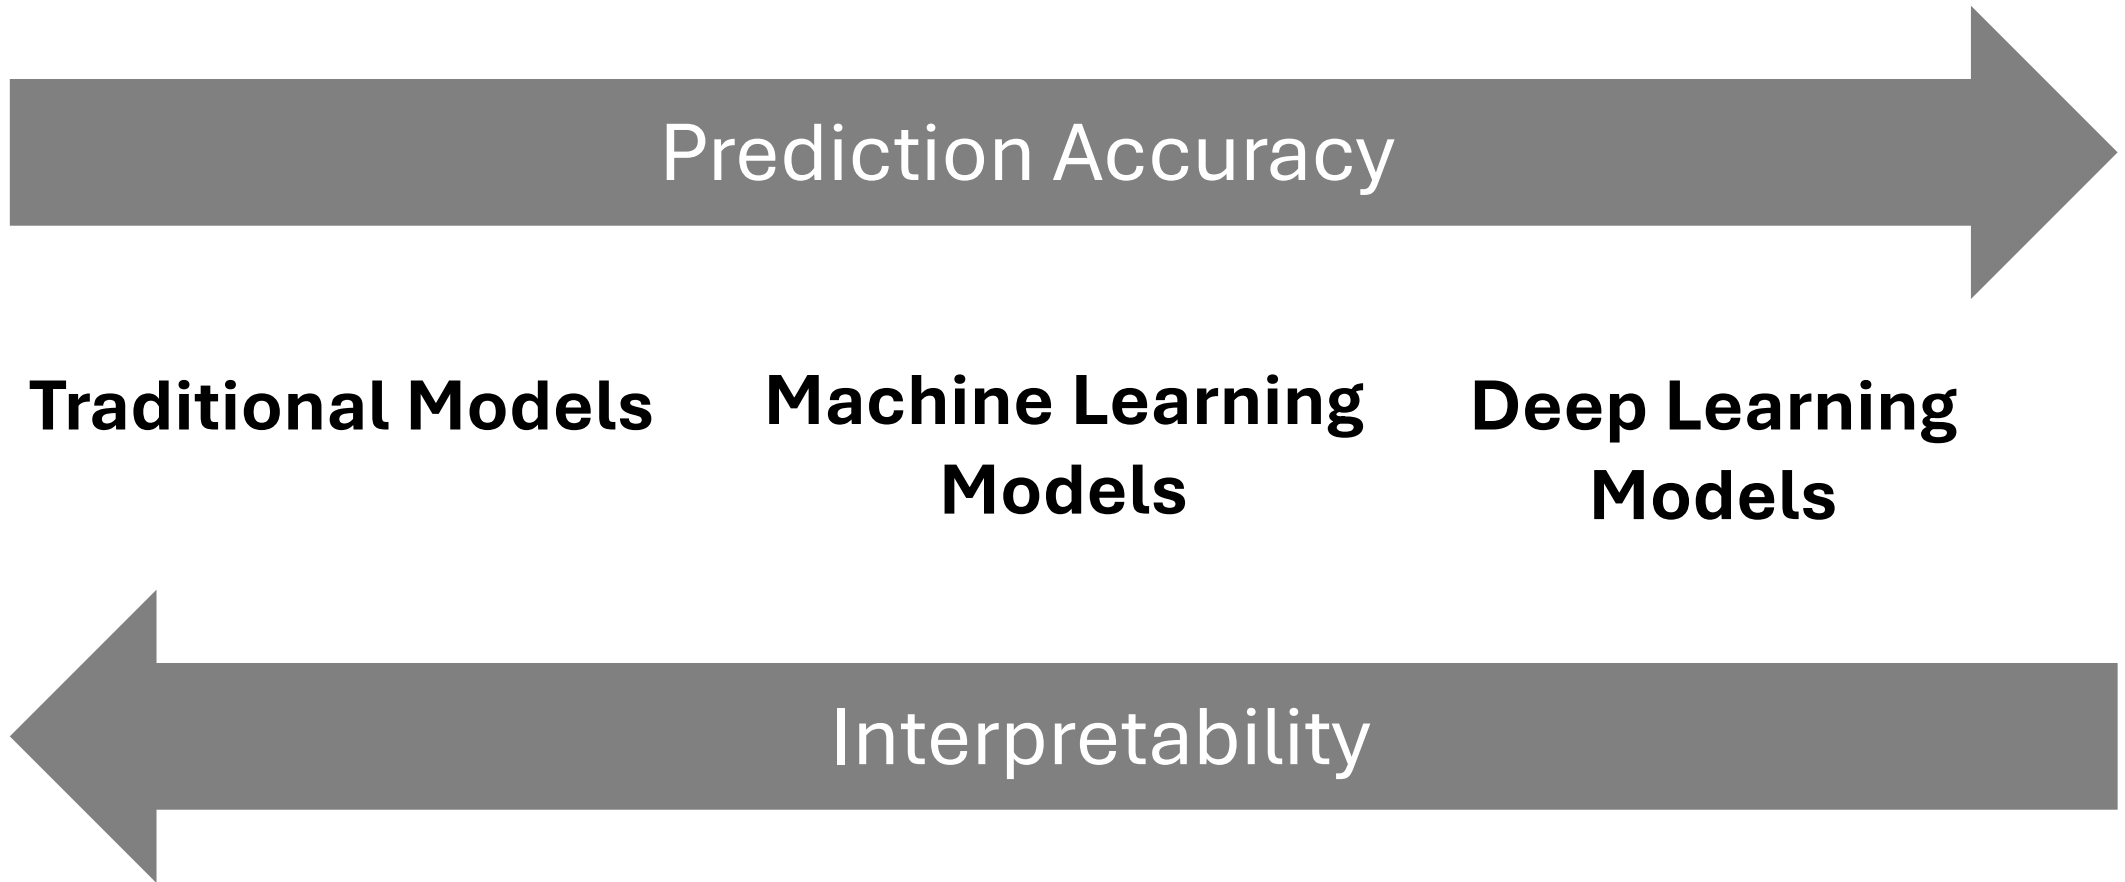 Prediction Accuracy
Traditional Models
Machine Learning
Models
Deep Learning
Models
Interpretability